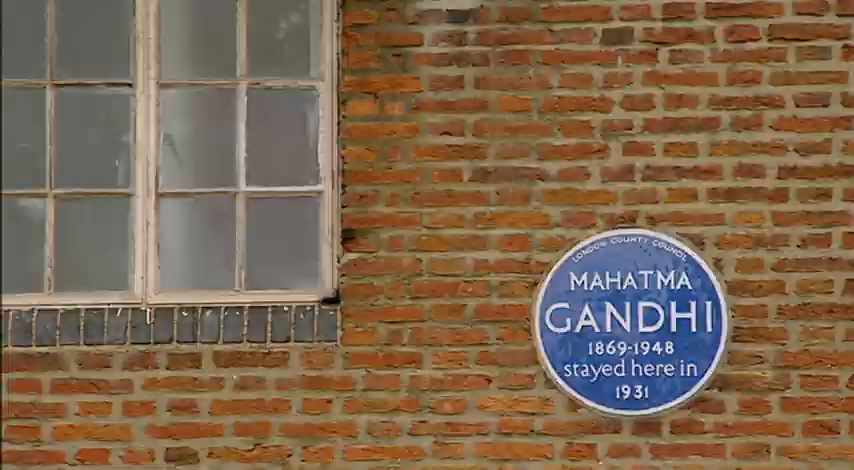 LONDON COUNTY COUNCIL
MAHATMA
GANDHI
1869-1948
stayed here in
1931